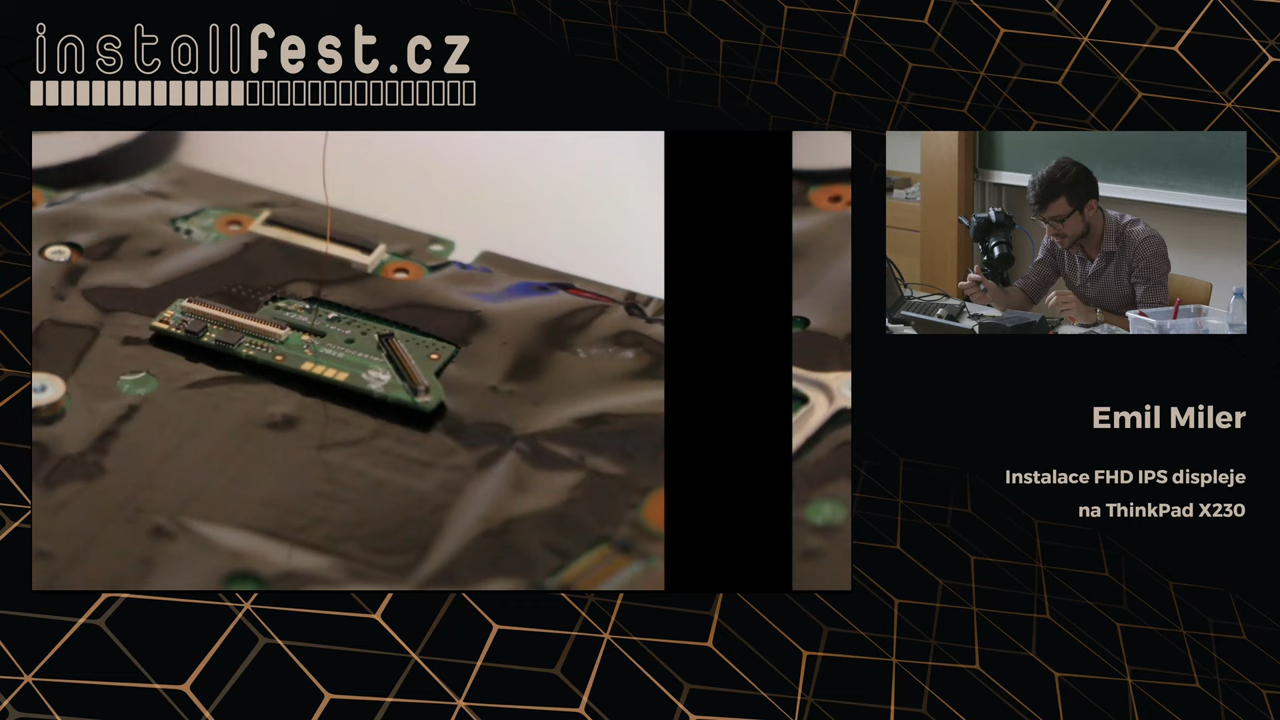 installfest.cz
Emil Miler
Instalace FHD IPS displeje
na ThinkPad X230